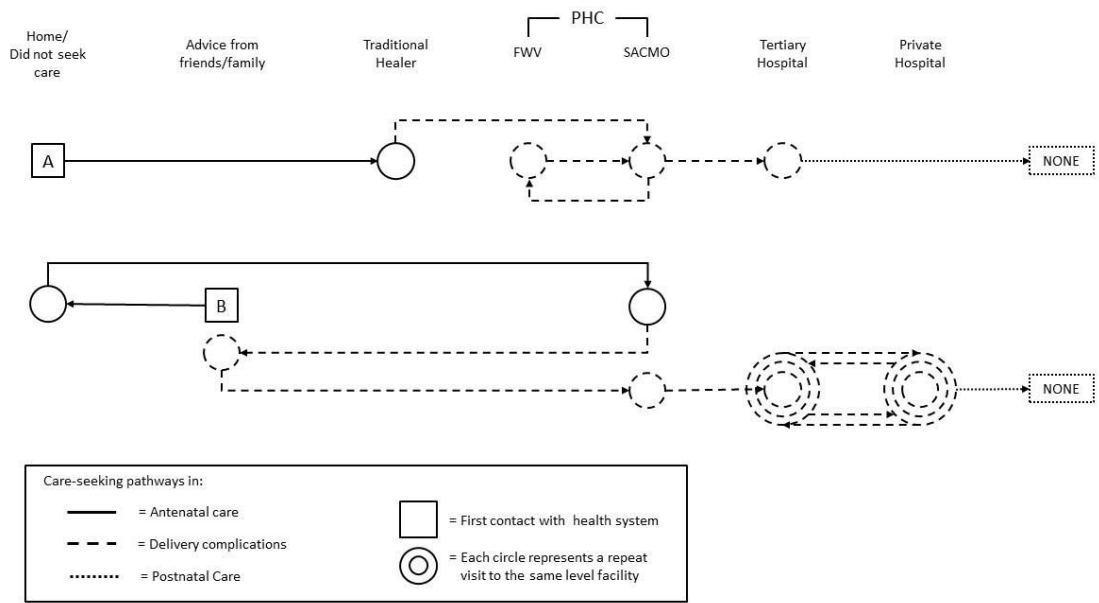 PHC
Home/
Did not seek
care
Advice from
friends/family
Traditional
Healer
FWV
SACMO
Tertiary
Hospital
Private
Hospital
A
NONE
B
NONE
Care-seeking pathways in:
= Antenatal care
= Delivery complications
= Postnatal Care
= First contact with health system
= Each circle represents a repeat
visit to the same level facility